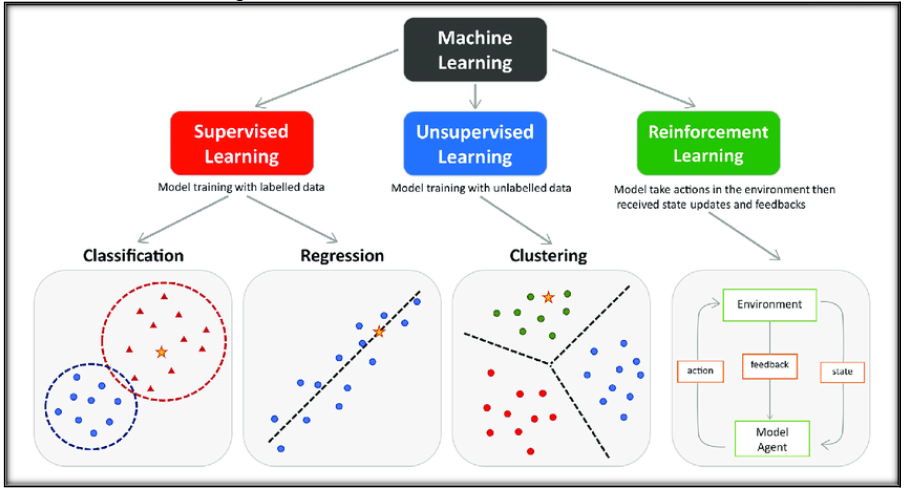 Machine
Learning
Supervised
Learning
Unsupervised
Learning
Reinforcement
Learning
Model training with labelled data
Model training with unlabelled data
Model take actions in the environment then
received state updates and feedbacks
Classification
Regression
Clustering
Environment
action
feedback
state
Model
Agent